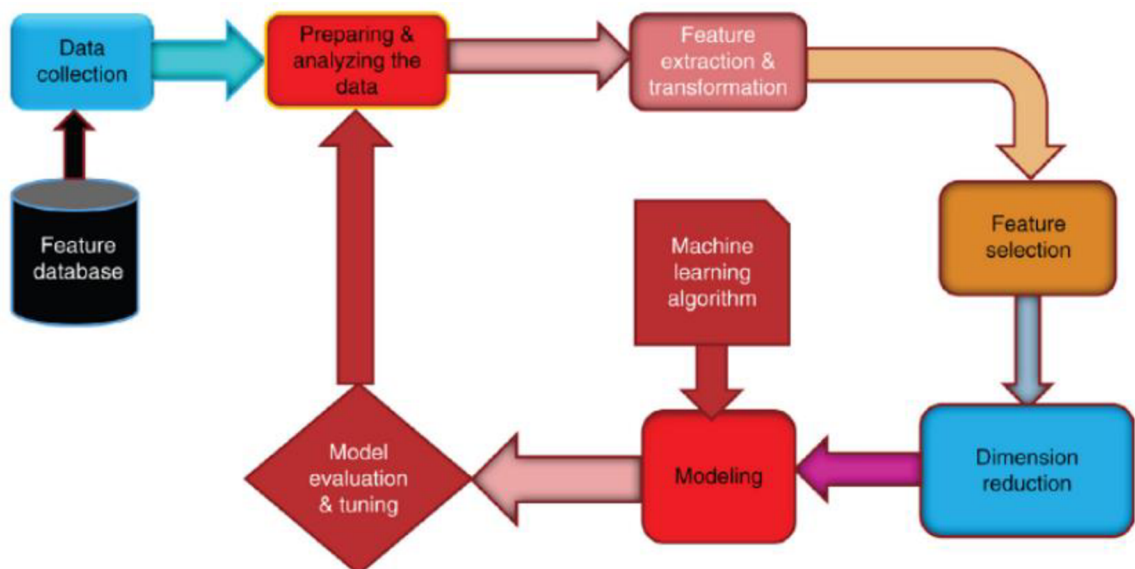 Data
collection
Preparing &
analyzing the
data
Feature
extraction &
transformation
Feature
database
Machine
learning
algorithm
Feature
selection
Model
evaluation
& tuning
Modeling
Dimension
reduction